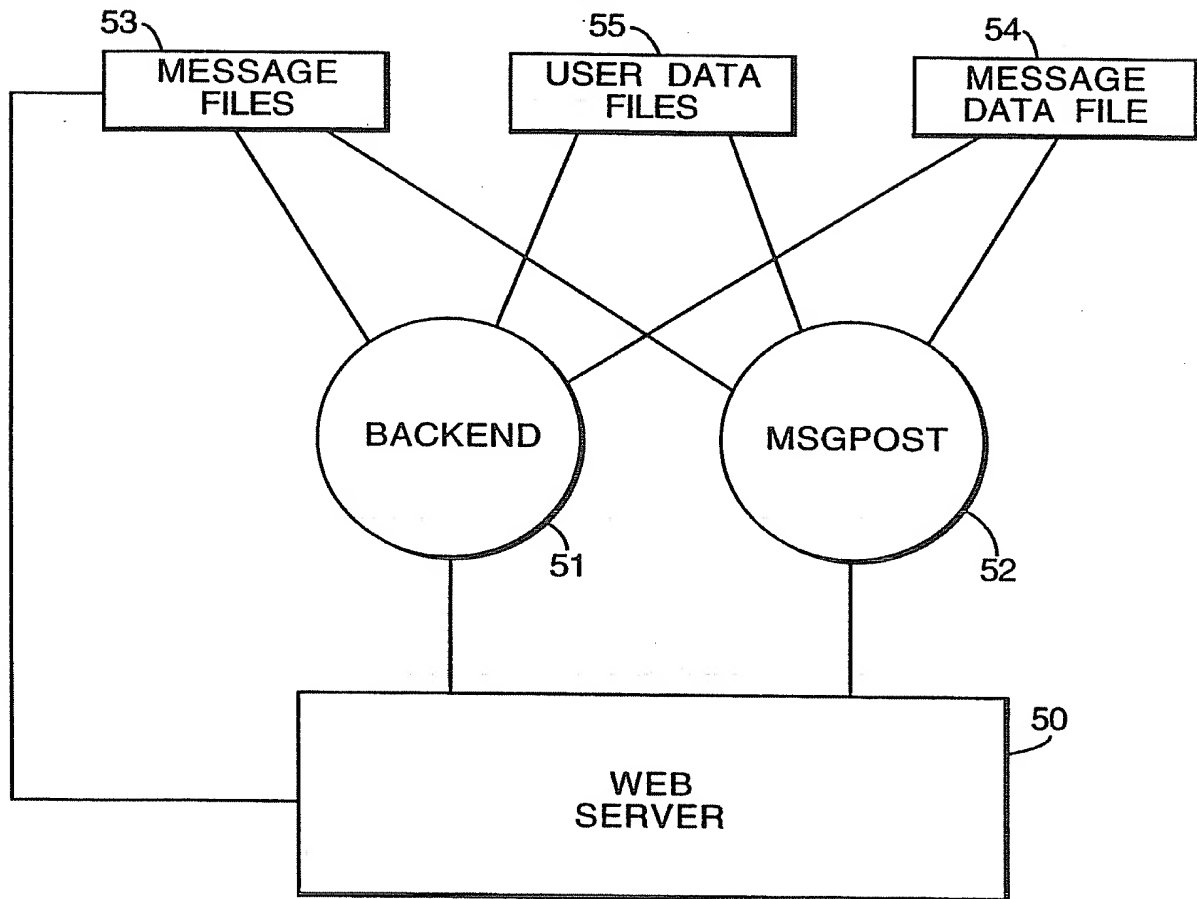 53
MESSAGE
FILES
55
USER DATA
FILES
54
MESSAGE
DATA FILE
BACKEND
51
MSGPOST
52
WEB
SERVER
50